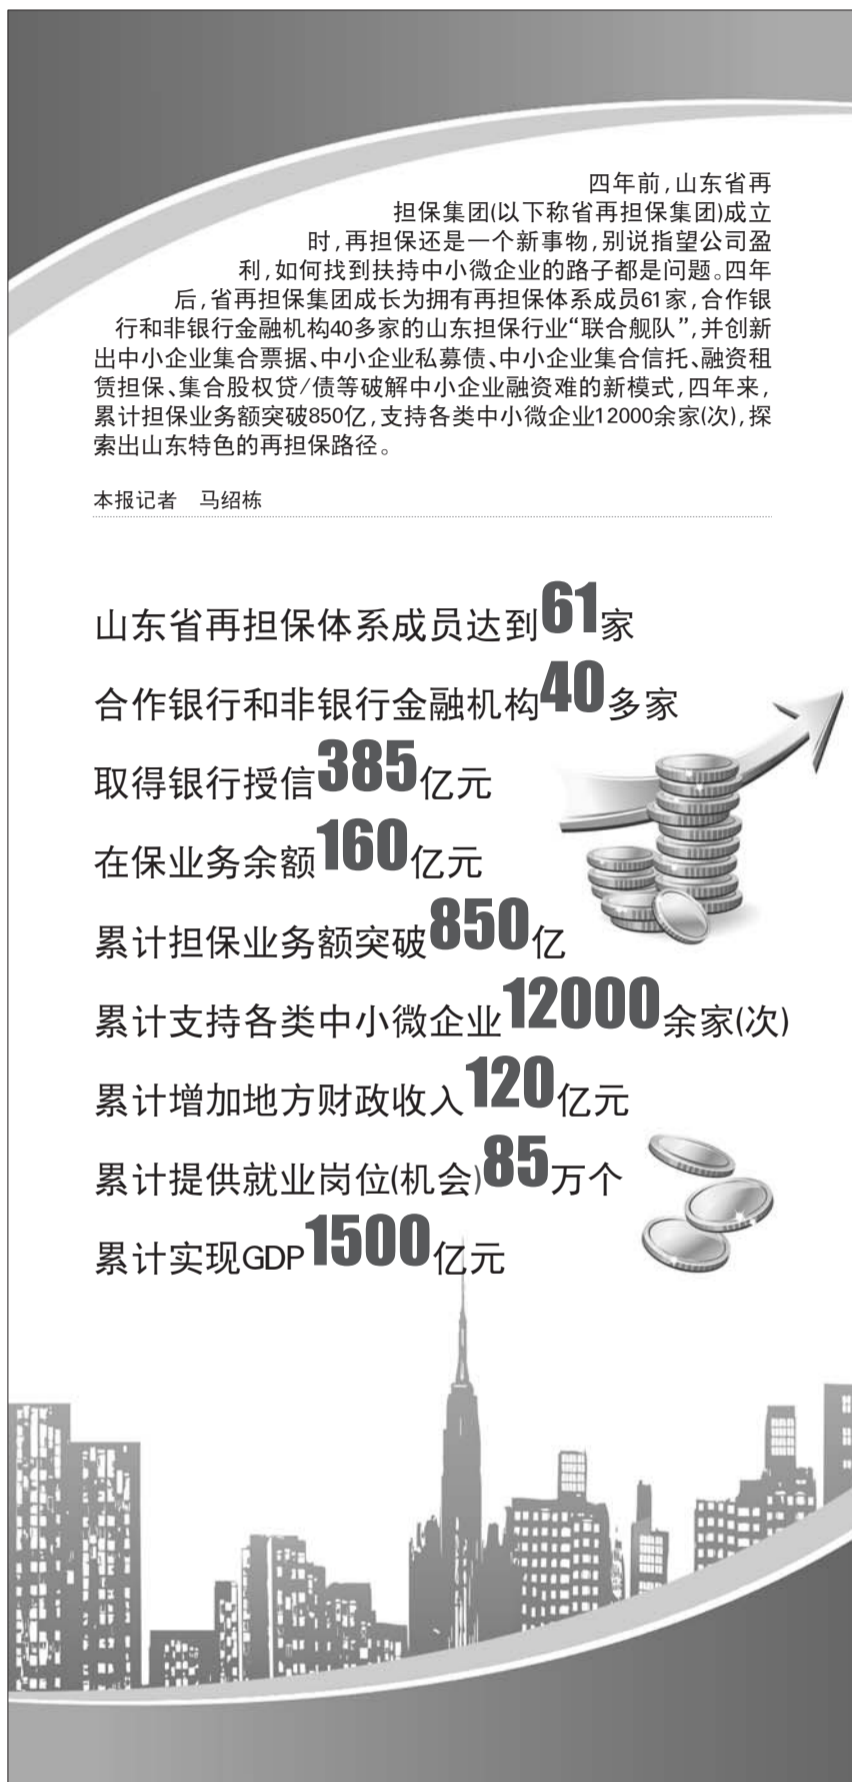 四年前,山东省再
担保集团(以下称省再担保集团)成立
时,再担保还是一个新事物,别说指望公司盈
利,如何找到扶持中小微企业的路子都是问题。四年
后,省再担保集团成长为拥有再担保体系成员61家,合作银
行和非银行金融机构40多家的山东担保行业“联合舰队”,并创新
出中小企业集合票据、中小企业私募债、中小企业集合信托、融资租
赁担保、集合股权贷/债等破解中小企业融资难的新模式,四年来,
累计担保业务额突破850亿,支持各类中小微企业12000余家(次),探
索出山东特色的再担保路径。
本报记者　马绍栋
山东省再担保体系成员达到61家
合作银行和非银行金融机构40多家
取得银行授信385亿元
在保业务余额160亿元
累计担保业务额突破850亿
累计支持各类中小微企业12000余家(次)
累计增加地方财政收入120亿元
累计提供就业岗位(机会)85万个
累计实现GDP1500亿元